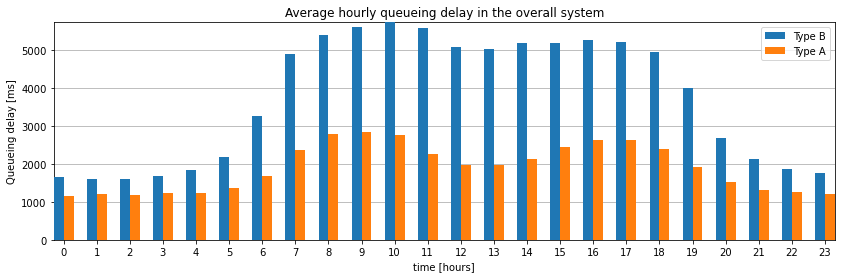 Average hourly queueing delay in the overall system
Type B
Type A
Queueing delay [ms]
5000
4000
3000
2000
1000
0
0 1 2 3 4 5 6 7 8 9 10 11 12 13 14 15 16 17 18 19 20 21 22 23
time [hours]